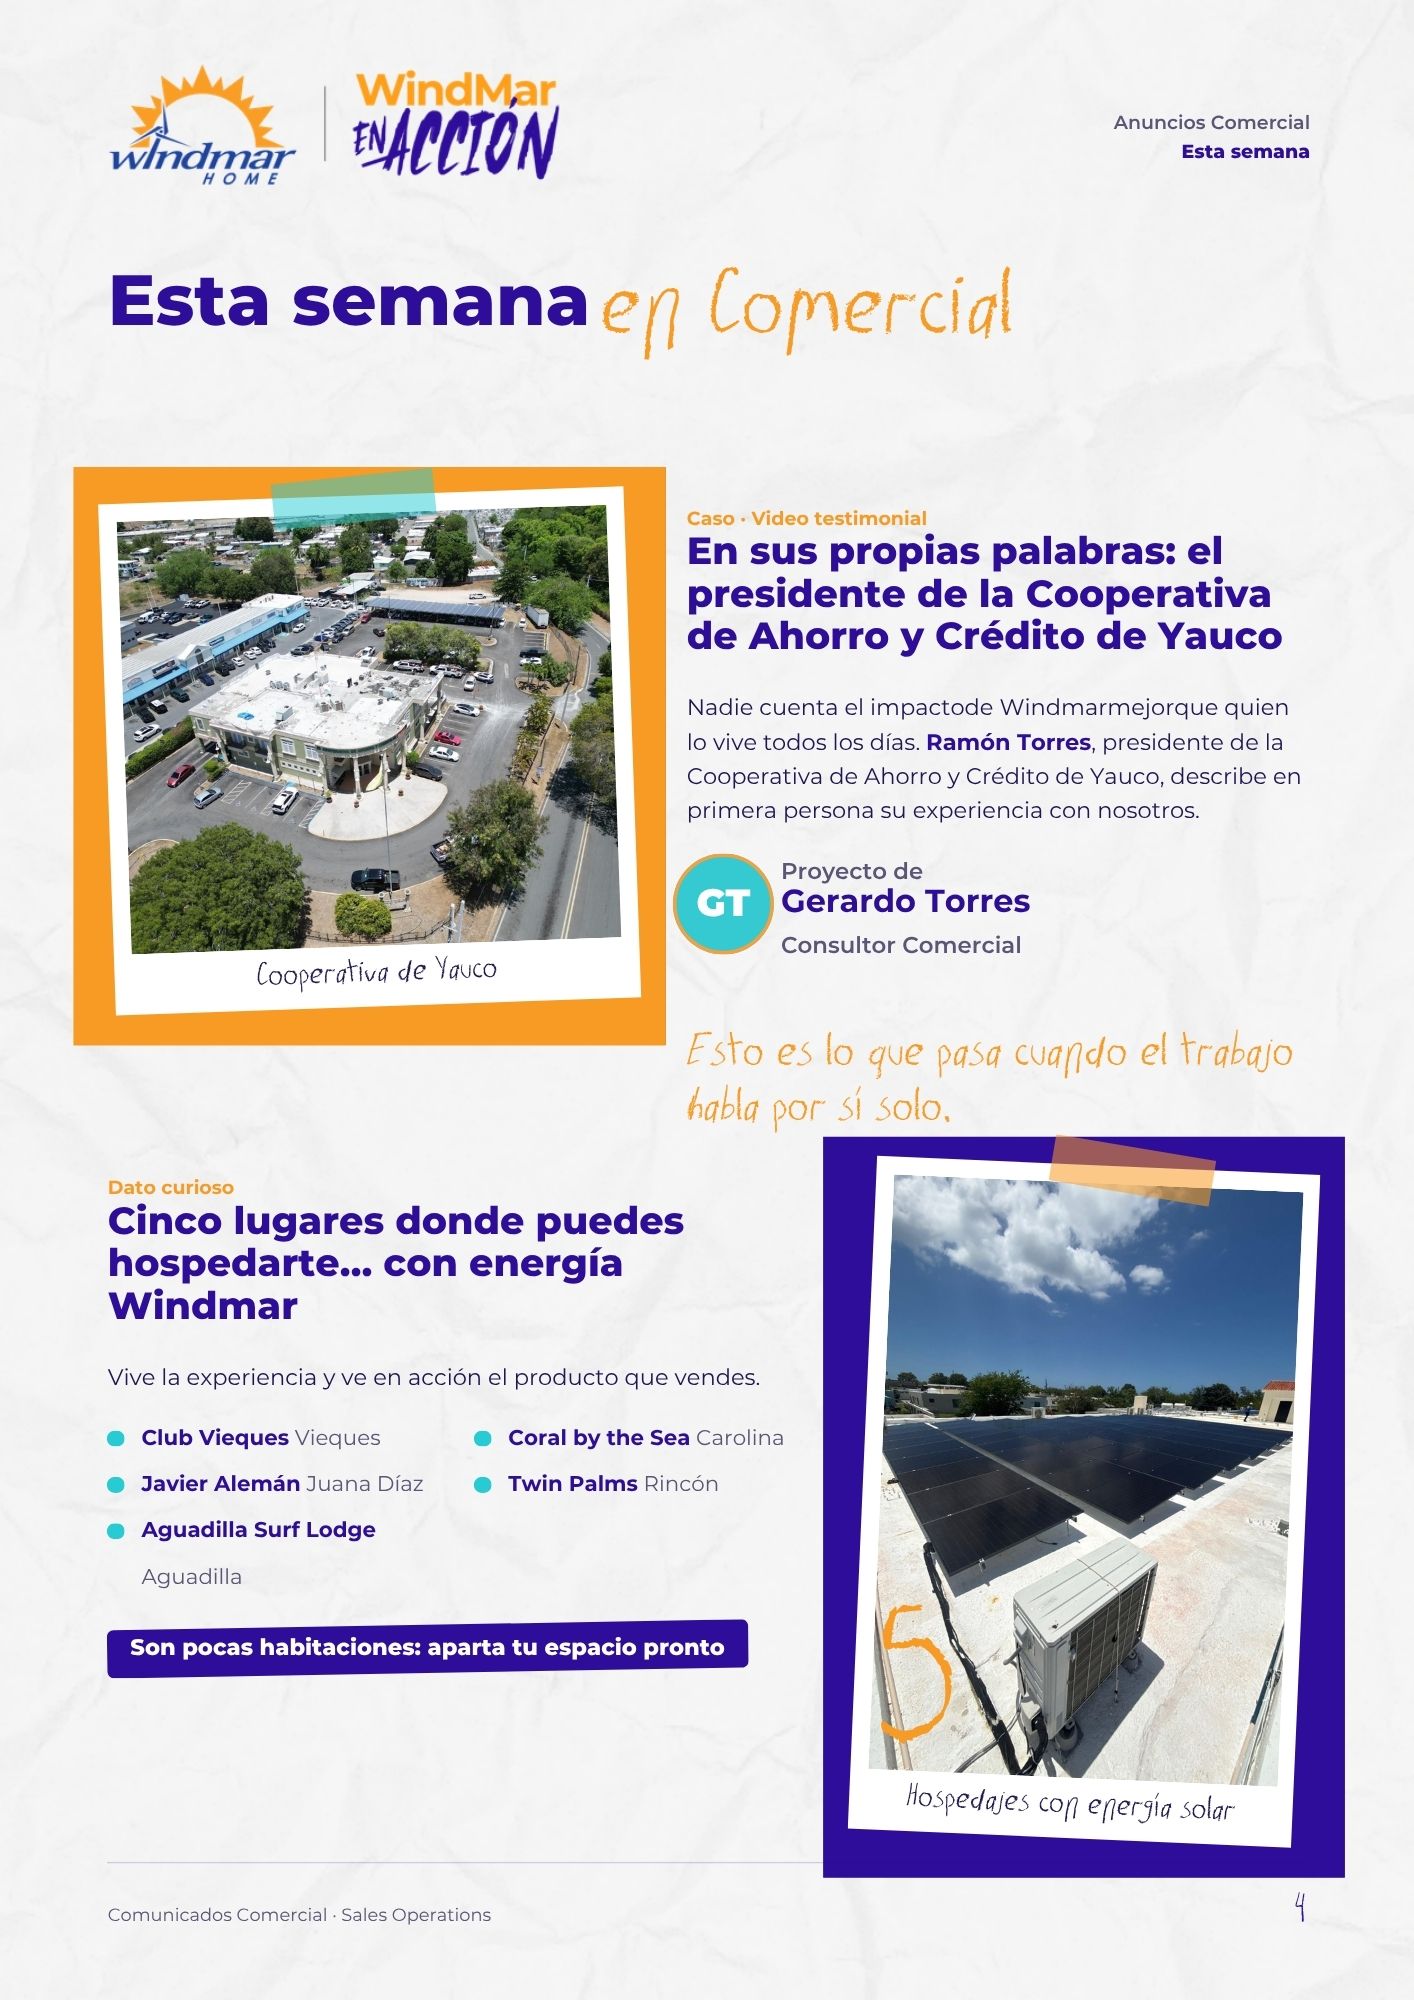 windmar
HOME
WindMar
EN ACCIÓN
Anuncios Comercial
Esta semana
Esta semana en Comercial
Cooperativa de Yauco
Caso · Video testimonial
En sus propias palabras: el
presidente de la Cooperativa
de Ahorro y Crédito de Yauco
Nadie cuenta el impactode Windmarmejorque quien
lo vive todos los días. Ramón Torres, presidente de la
Cooperativa de Ahorro y Crédito de Yauco, describe en
primera persona su experiencia con nosotros.
GT
Proyecto de
Gerardo Torres
Consultor Comercial
Esto es lo que pasa cuando el trabajo
habla por sí solo.
Dato curioso
Cinco lugares donde puedes
hospedarte... con energía
Windmar
Vive la experiencia y ve en acción el producto que vendes.
Club Vieques Vieques
Javier Alemán Juana Díaz
Aguadilla Surf Lodge
Aguadilla
Coral by the Sea Carolina
Twin Palms Rincón
Son pocas habitaciones: aparta tu espacio pronto
5
Hospedajes con energía solar
Comunicados Comercial · Sales Operations
4